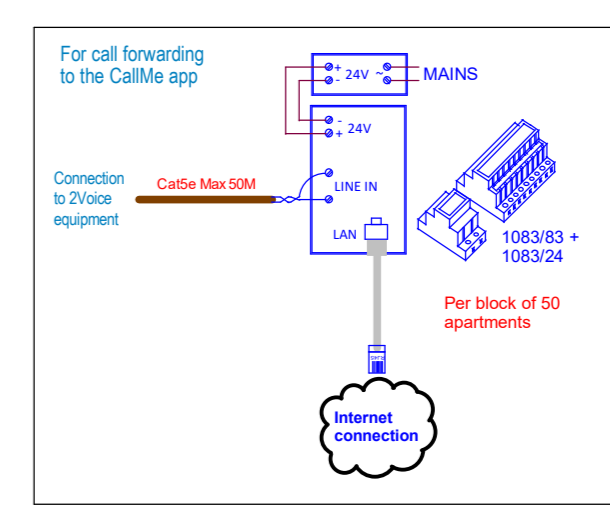 For call forwarding
to the CallMe app
+ 24V ~
-
MAINS
-
+ 24V
Connection
to 2Voice
equipment
Cat5e Max 50M
LINE IN
LAN
1083/83 +
1083/24
Per block of 50
apartments
RJ45
Internet
connection